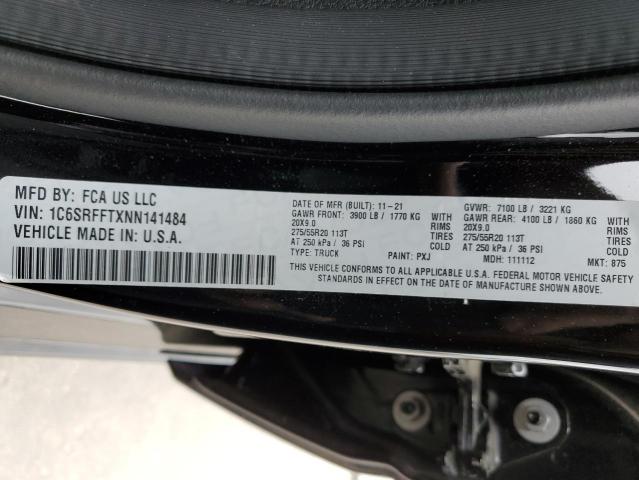 MFD BY: FCA US LLC
VIN: 1C6SRFFTXNN141484
VEHICLE MADE IN U.S.A.
DATE OF MFR (BUILT): 11-21
GAWR FRONT: 3900 LB / 1770 KG WITH
20X9.0 RIMS
275/55R20 113T TIRES
AT 250 kPa / 36 PSI COLD
TYPE: TRUCK PAINT: PXJ
GVWR: 7100 LB / 3221 KG
GAWR REAR: 4100 LB / 1860 KG WITH
20X9.0 RIMS
275/55R20 113T TIRES
AT 250 kPa / 36 PSI COLD
MDH: 111112 MKT: 875
THIS VEHICLE CONFORMS TO ALL APPLICABLE U.S.A. FEDERAL MOTOR VEHICLE SAFETY
STANDARDS IN EFFECT ON THE DATE OF MANUFACTURE SHOWN ABOVE.